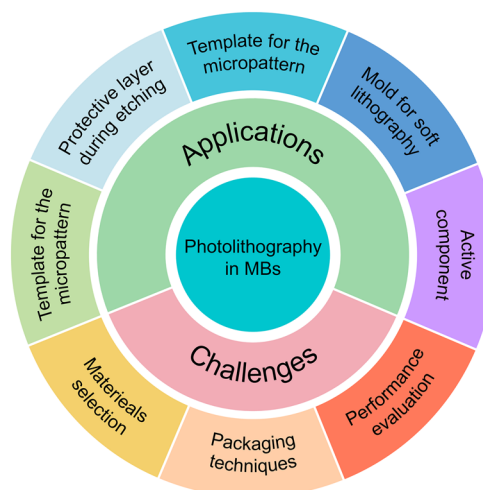 Template for the
micropattern
Mold for soft
lithography
Active
component
Performance
evaluation
Packaging
techniques
Materieals
selection
Template for the
micropattern
Protective layer
during etching
Applications
Photolithography
in MBs
Challenges